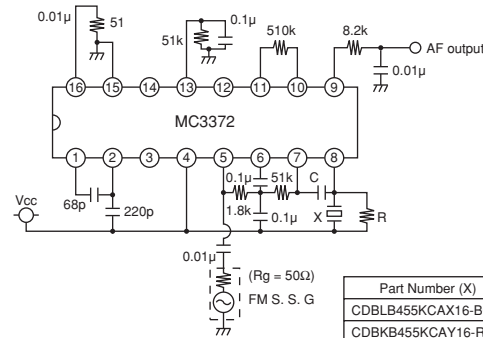 0.01μ
51
51k
0.1μ
510k
8.2k
AF output
0.01μ
16
15
14
13
12
11
10
9
MC3372
1
2
3
4
5
6
7
8
Vcc
68p
220p
0.1μ
51k
C
1.8k
0.1μ
X
R
0.01μ
(Rg = 50Ω)
FM S. S. G
Part Number (X)
CDBLB455KCAX16-B
CDBKB455KCAY16-R